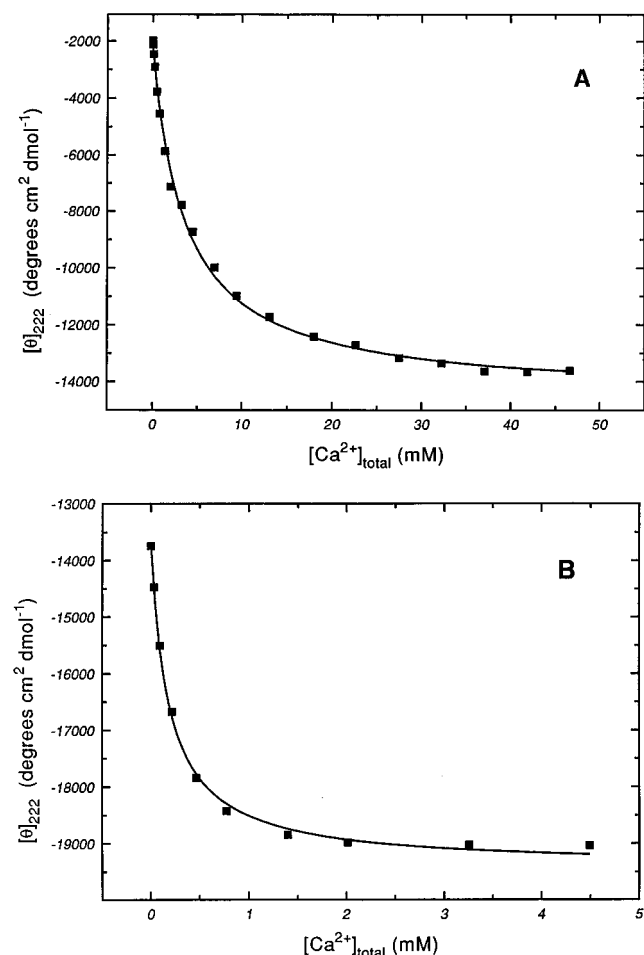 A
-2000
-4000
-6000
-8000
-10000
-12000
-14000
[θ]222 (degrees cm2 dmol-1)
0 10 20 30 40 50
[Ca2+]total (mM)
B
-13000
-14000
-15000
-16000
-17000
-18000
-19000
[θ]222 (degrees cm2 dmol-1)
0 1 2 3 4 5
[Ca2+]total (mM)